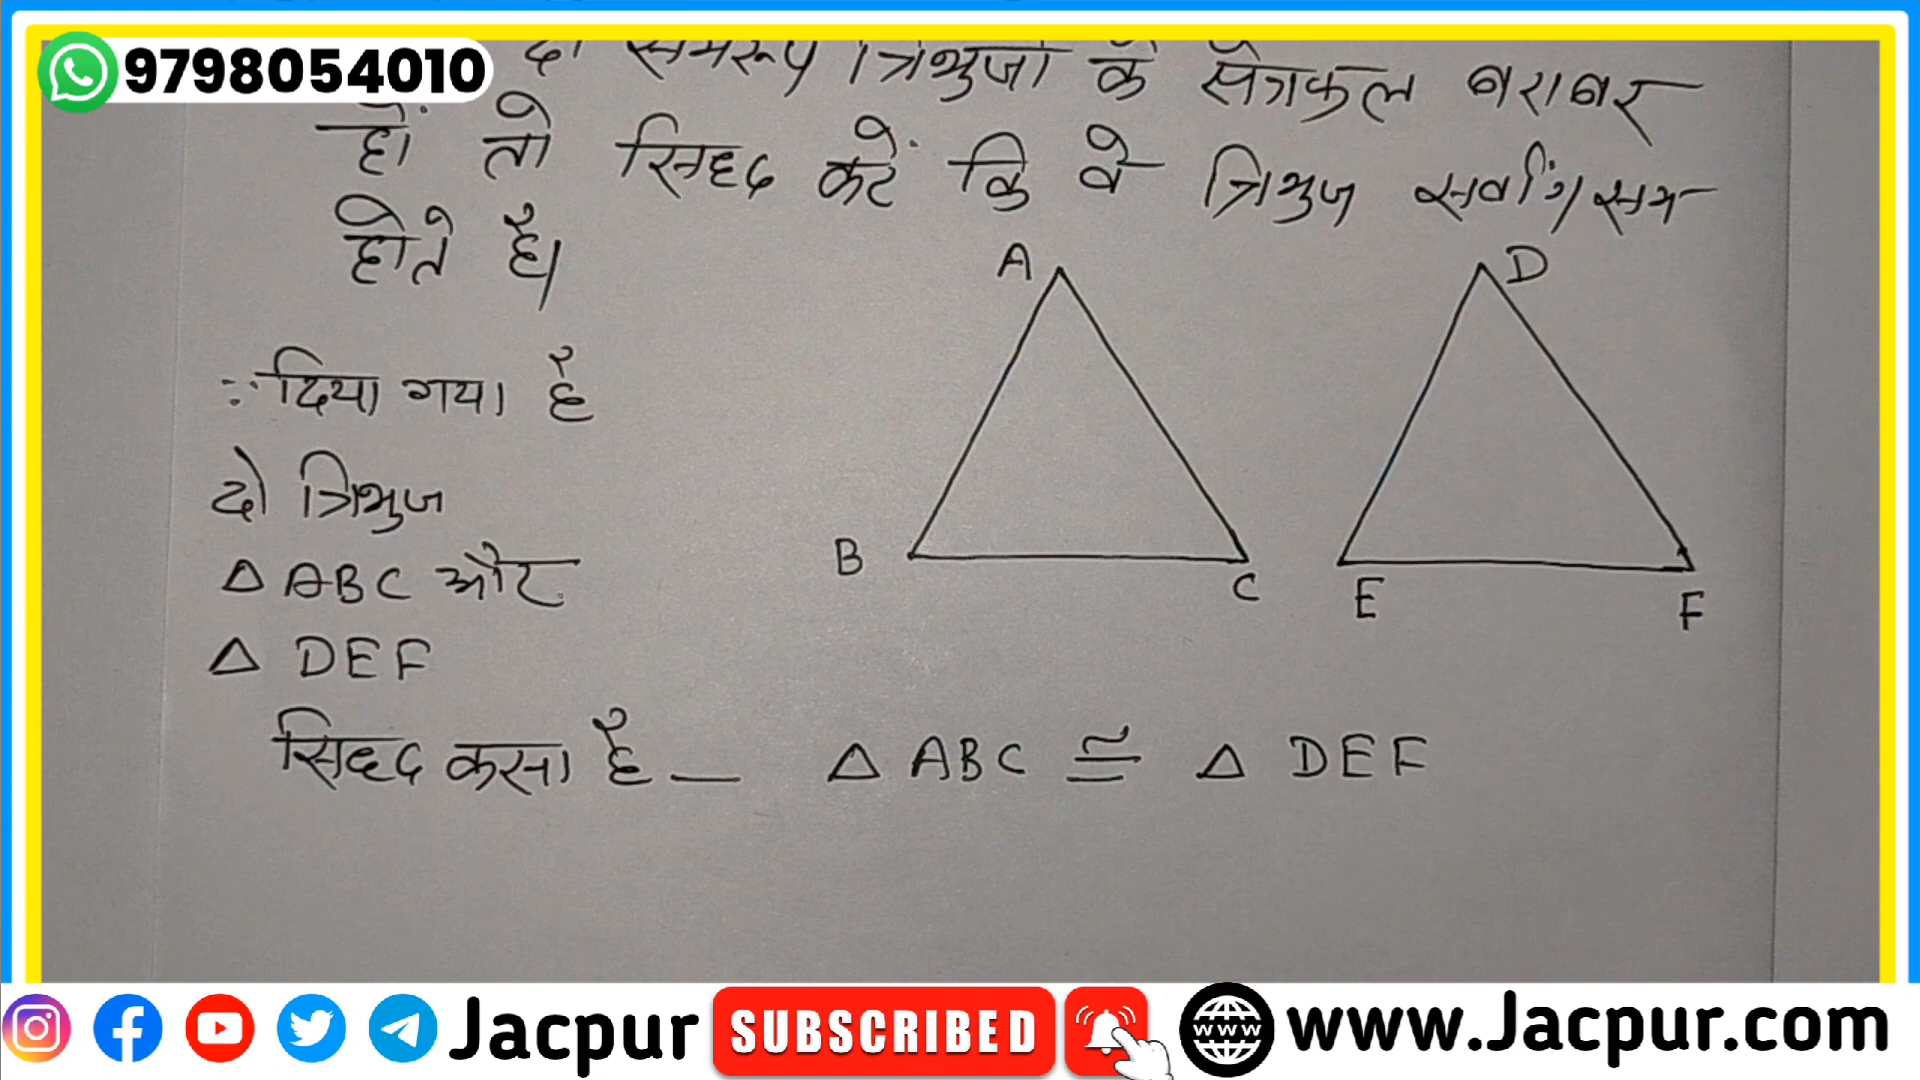 9798054010
दो समरूप त्रिभुजों के क्षेत्रफल बराबर
हों तो सिद्ध करें कि वे त्रिभुज सर्वांगसम
होते है।
A
D
∵ दिया गया है
दो त्रिभुज
B
C
E
F
△ ABC और
△ DEF
सिद्ध करना है — △ ABC ≅ △ DEF
Jacpur SUBSCRIBED www www.Jacpur.com